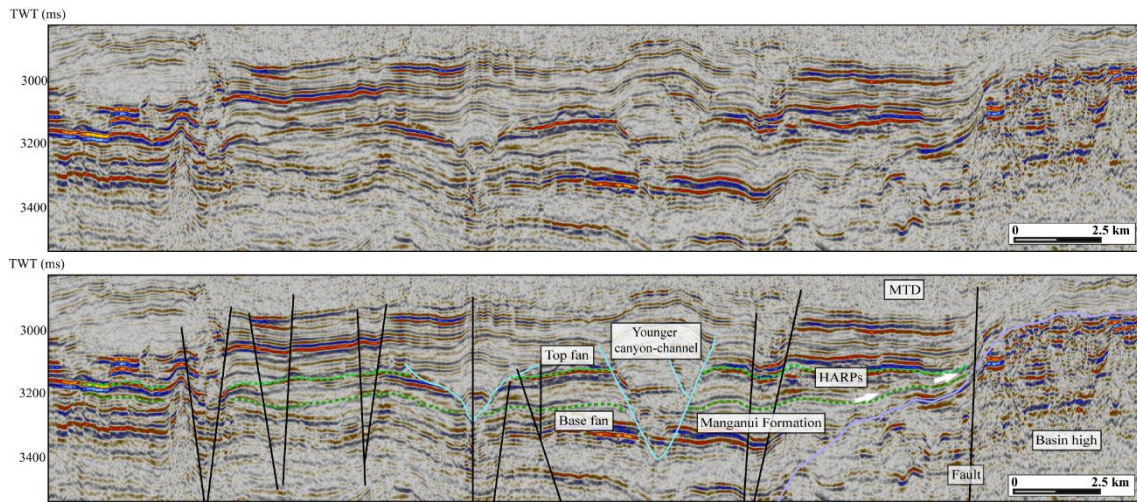 TWT (ms)
3000
3200
3400
0 2.5 km
TWT (ms)
MTD
3000
Younger
canyon-channel
Top fan
HARPs
3200
Base fan
Manganui Formation
Basin high
3400
Fault
0 2.5 km